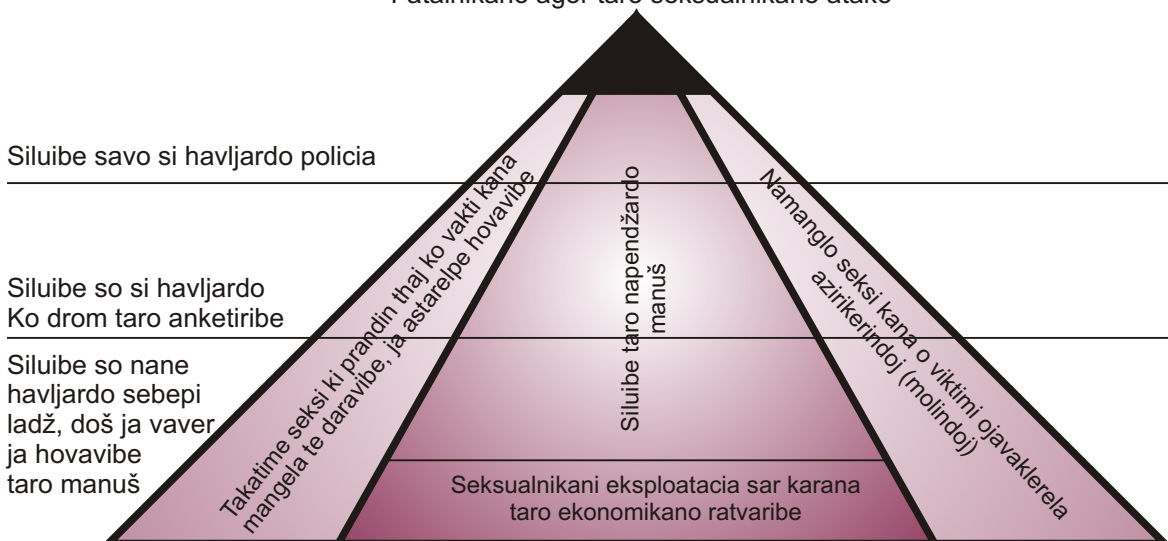 Fatalnikano agor taro seksualnikano atako
Siluibe savo si havljardo policia
Siluibe so si havljardo
Ko drom taro anketiribe
Siluibe so nane
havljardo sebepi
ladž, doš ja vaver
ja hovavibe
taro manuš
Takatime seksi ki prandin thaj ko vakti kana
mangela te daravibe, ja astarelpe hovavibe
Siluibe taro napendžardo
manuš
Namanglo seksi kana o viktimi ojavaklerela
azirikerindoj (molindoj)
Seksualnikani eksploatacia sar karana
taro ekonomikano ratvaribe